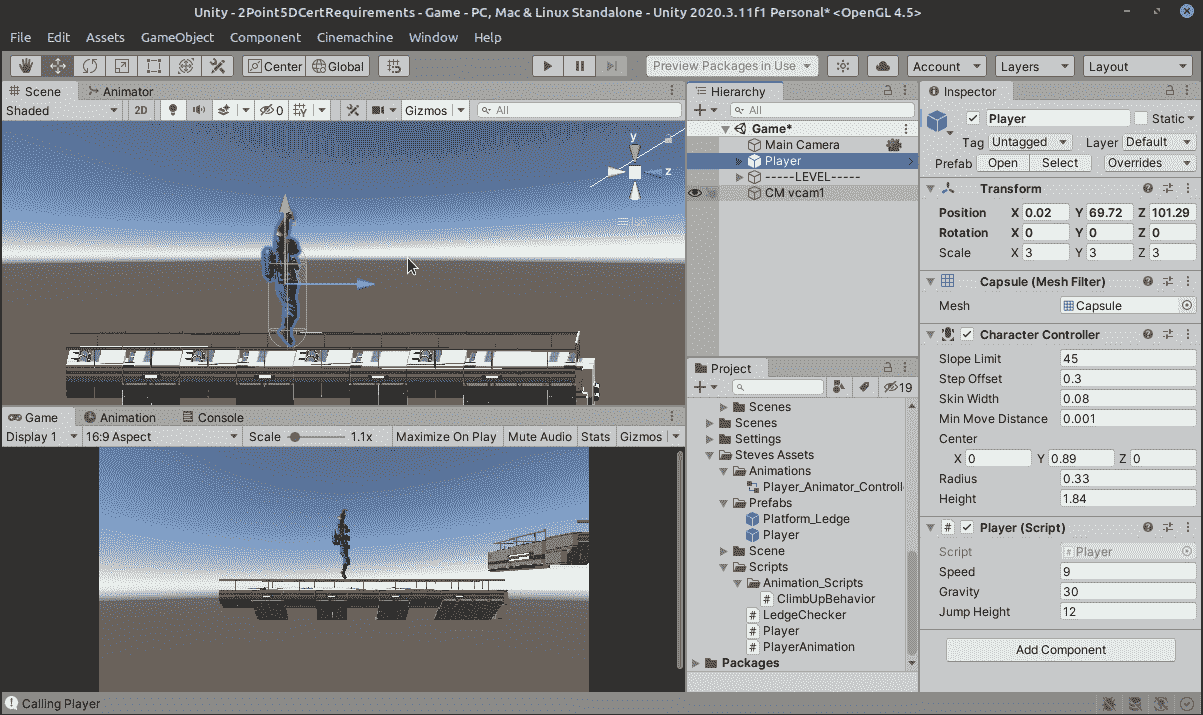 Unity - 2Point5DCertRequirements - Game - PC, Mac & Linux Standalone - Unity 2020.3.11f1 Personal* <OpenGL 4.5>
File Edit Assets GameObject Component Cinemachine Window Help
Center Global Preview Packages in Use Account Layers Layout
Scene Animator
Shaded 2D 0 Gizmos All
y
z
Iso
Game Animation Console
Display 1 16:9 Aspect Scale 1.1x Maximize On Play Mute Audio Stats Gizmos
Calling Player
Hierarchy
All
Game*
Main Camera
Player
-----LEVEL-----
CM vcam1
Project
19
Scenes
Scenes
Settings
Steves Assets
Animations
Player_Animator_Controll
Prefabs
Platform_Ledge
Player
Scene
Scripts
Animation_Scripts
ClimbUpBehavior
LedgeChecker
Player
PlayerAnimation
Packages
Inspector
Player Static
Tag Untagged Layer Default
Prefab Open Select Overrides
Transform
Position X 0.02 Y 69.72 Z 101.29
Rotation X 0 Y 0 Z 0
Scale X 3 Y 3 Z 3
Capsule (Mesh Filter)
Mesh Capsule
Character Controller
Slope Limit 45
Step Offset 0.3
Skin Width 0.08
Min Move Distance 0.001
Center
X 0 Y 0.89 Z 0
Radius 0.33
Height 1.84
# Player (Script)
Script # Player
Speed 9
Gravity 30
Jump Height 12
Add Component